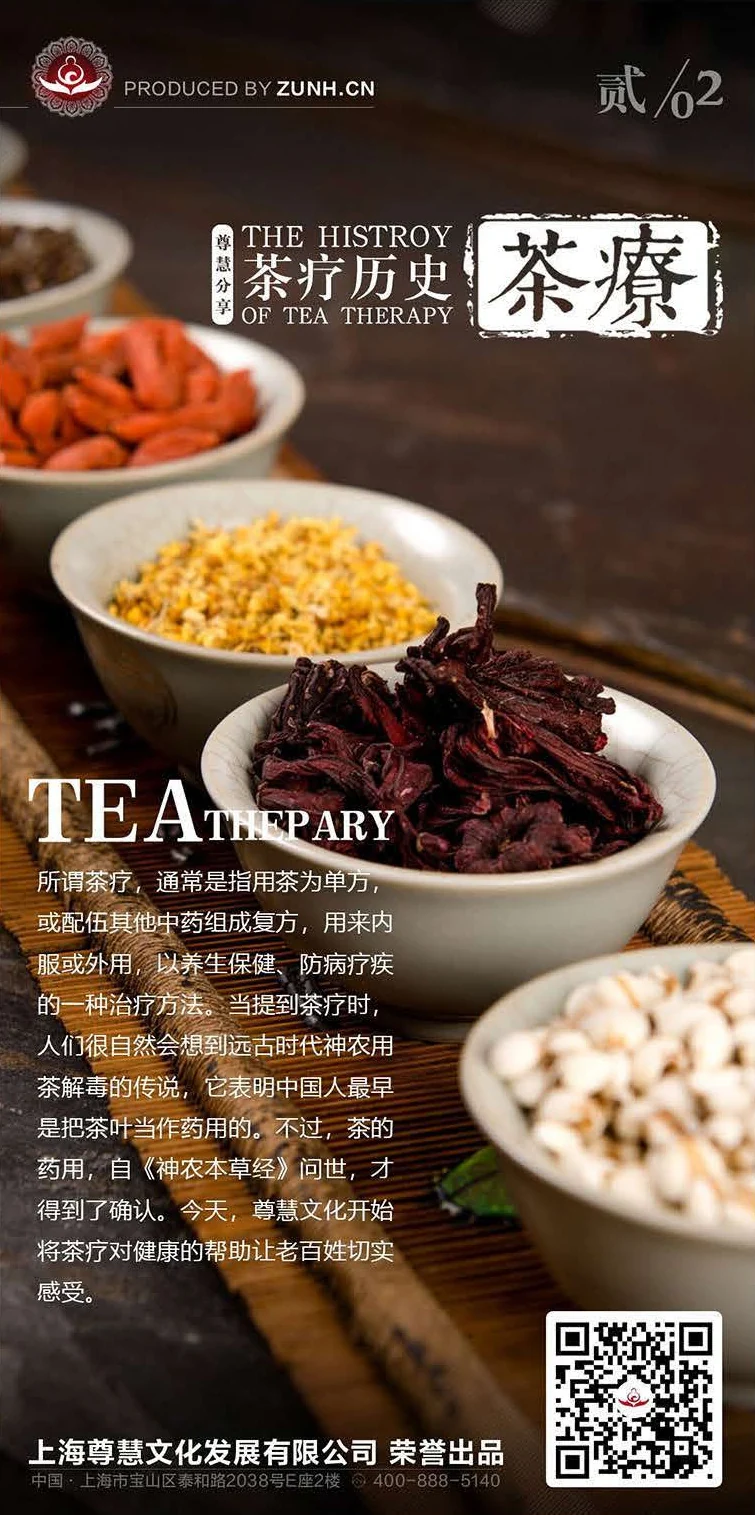 PRODUCED BY ZUNH.CN
贰/02
尊慧分享
THE HISTROY
茶疗历史
OF TEA THERAPY
茶療
TEA THEPARY
所谓茶疗，通常是指用茶为单方，
或配伍其他中药组成复方，用来内
服或外用，以养生保健、防病疗疾
的一种治疗方法。当提到茶疗时，
人们很自然会想到远古时代神农用
茶解毒的传说，它表明中国人最早
是把茶叶当作药用的。不过，茶的
药用，自《神农本草经》问世，才
得到了确认。今天，尊慧文化开始
将茶疗对健康的帮助让老百姓切实
感受。
上海尊慧文化发展有限公司 荣誉出品
中国·上海市宝山区泰和路2038号E座2楼 400-888-5140